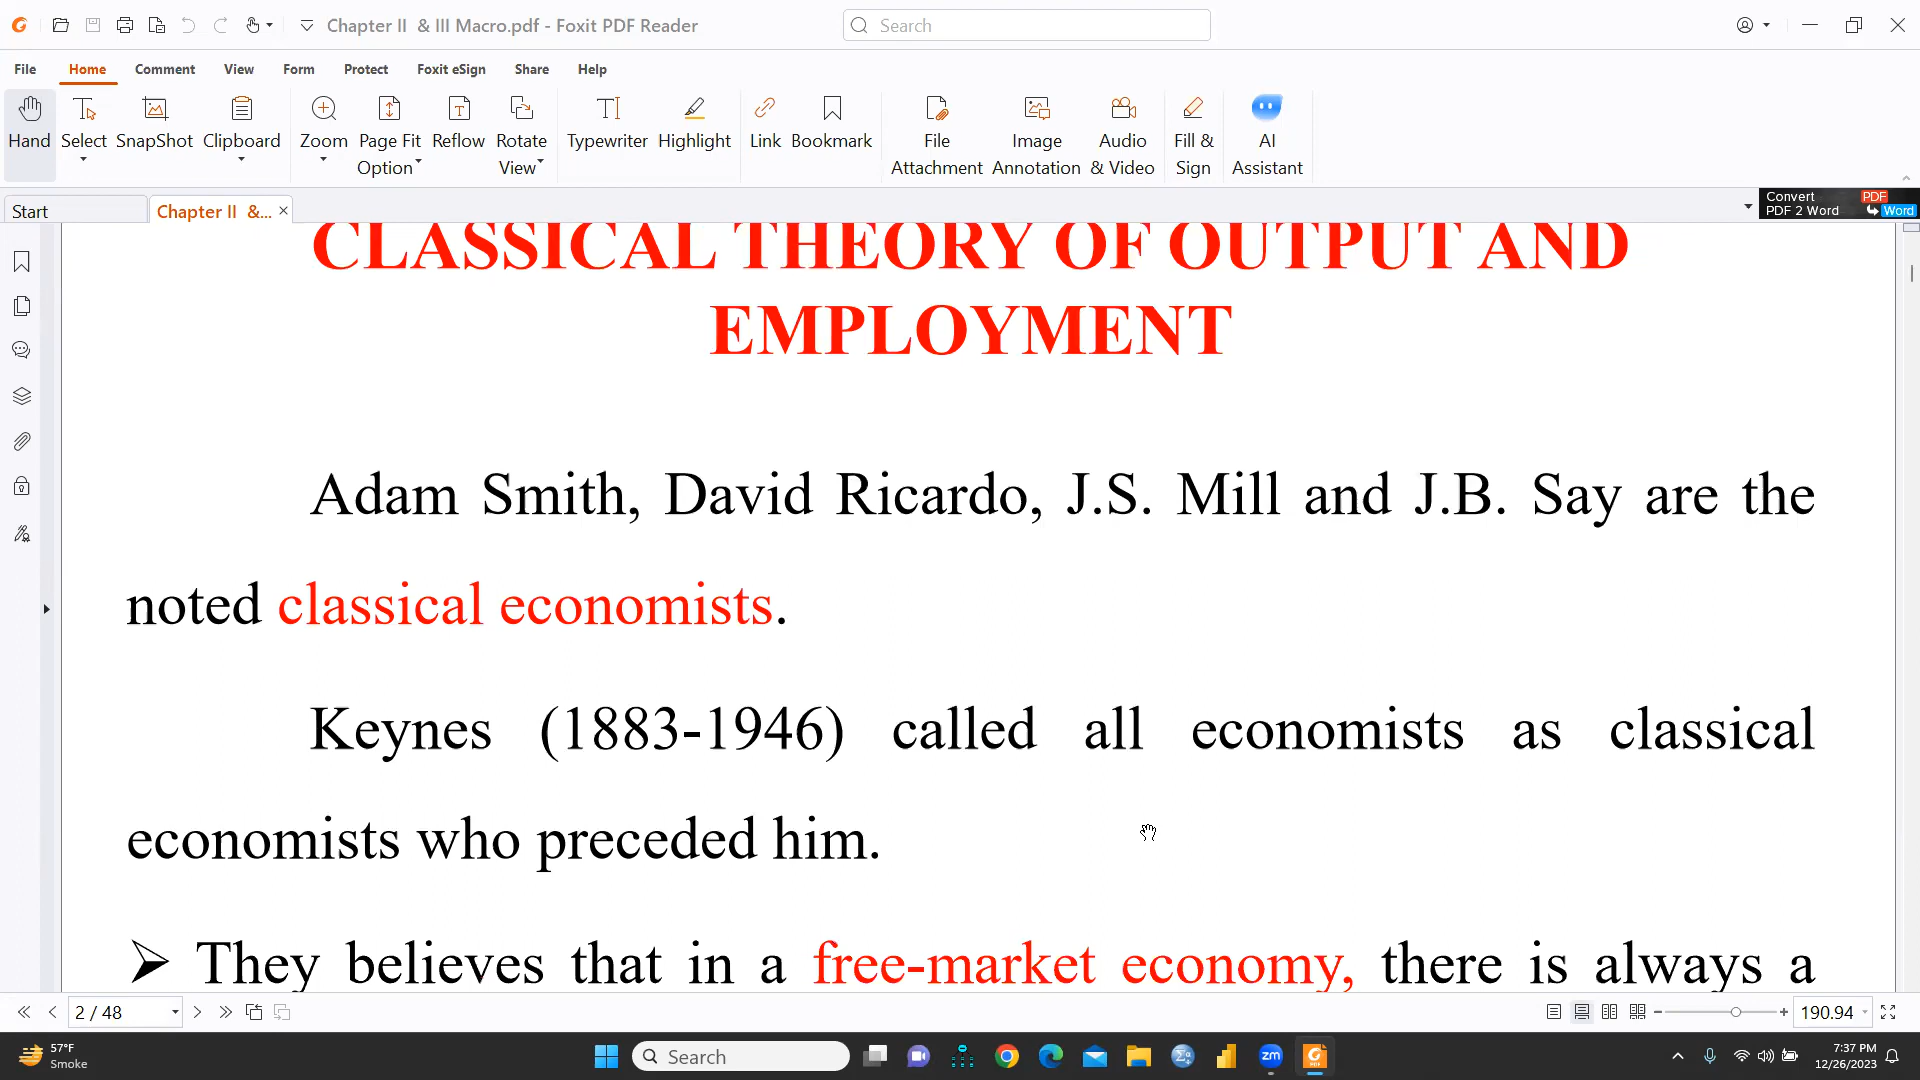 Chapter II & III Macro.pdf - Foxit PDF Reader
Search
File Home Comment View Form Protect Foxit eSign Share Help
Hand
Select
SnapShot
Clipboard
Zoom
Page Fit
Option
Reflow
Rotate
View
Typewriter
Highlight
Link
Bookmark
File
Attachment
Image
Annotation
Audio
& Video
Fill &
Sign
AI
Assistant
Start
Chapter II &...
Convert PDF
PDF 2 Word Word
CLASSICAL THEORY OF OUTPUT AND
EMPLOYMENT
Adam Smith, David Ricardo, J.S. Mill and J.B. Say are the
noted classical economists.
Keynes (1883-1946) called all economists as classical
economists who preceded him.
They believes that in a free-market economy, there is always a
2 / 48
190.94
57°F
Smoke
Search
zm
7:37 PM
12/26/2023